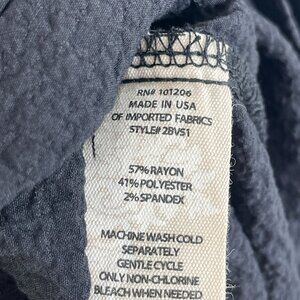 RN# 101206
MADE IN USA
OF IMPORTED FABRICS
STYLE# 2BVS1
57% RAYON
41% POLYESTER
2% SPANDEX
MACHINE WASH COLD
SEPARATELY
GENTLE CYCLE
ONLY NON-CHLORINE
BLEACH WHEN NEEDED